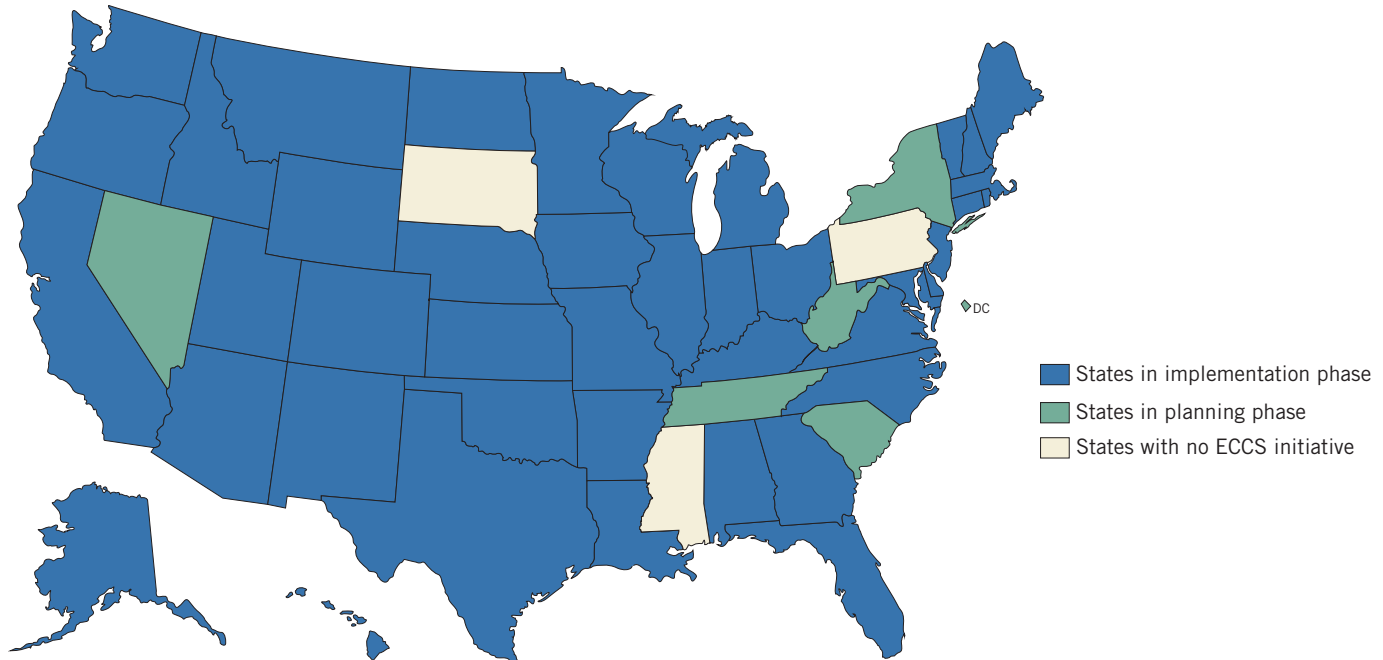 DC
States in implementation phase
States in planning phase
States with no ECCS initiative